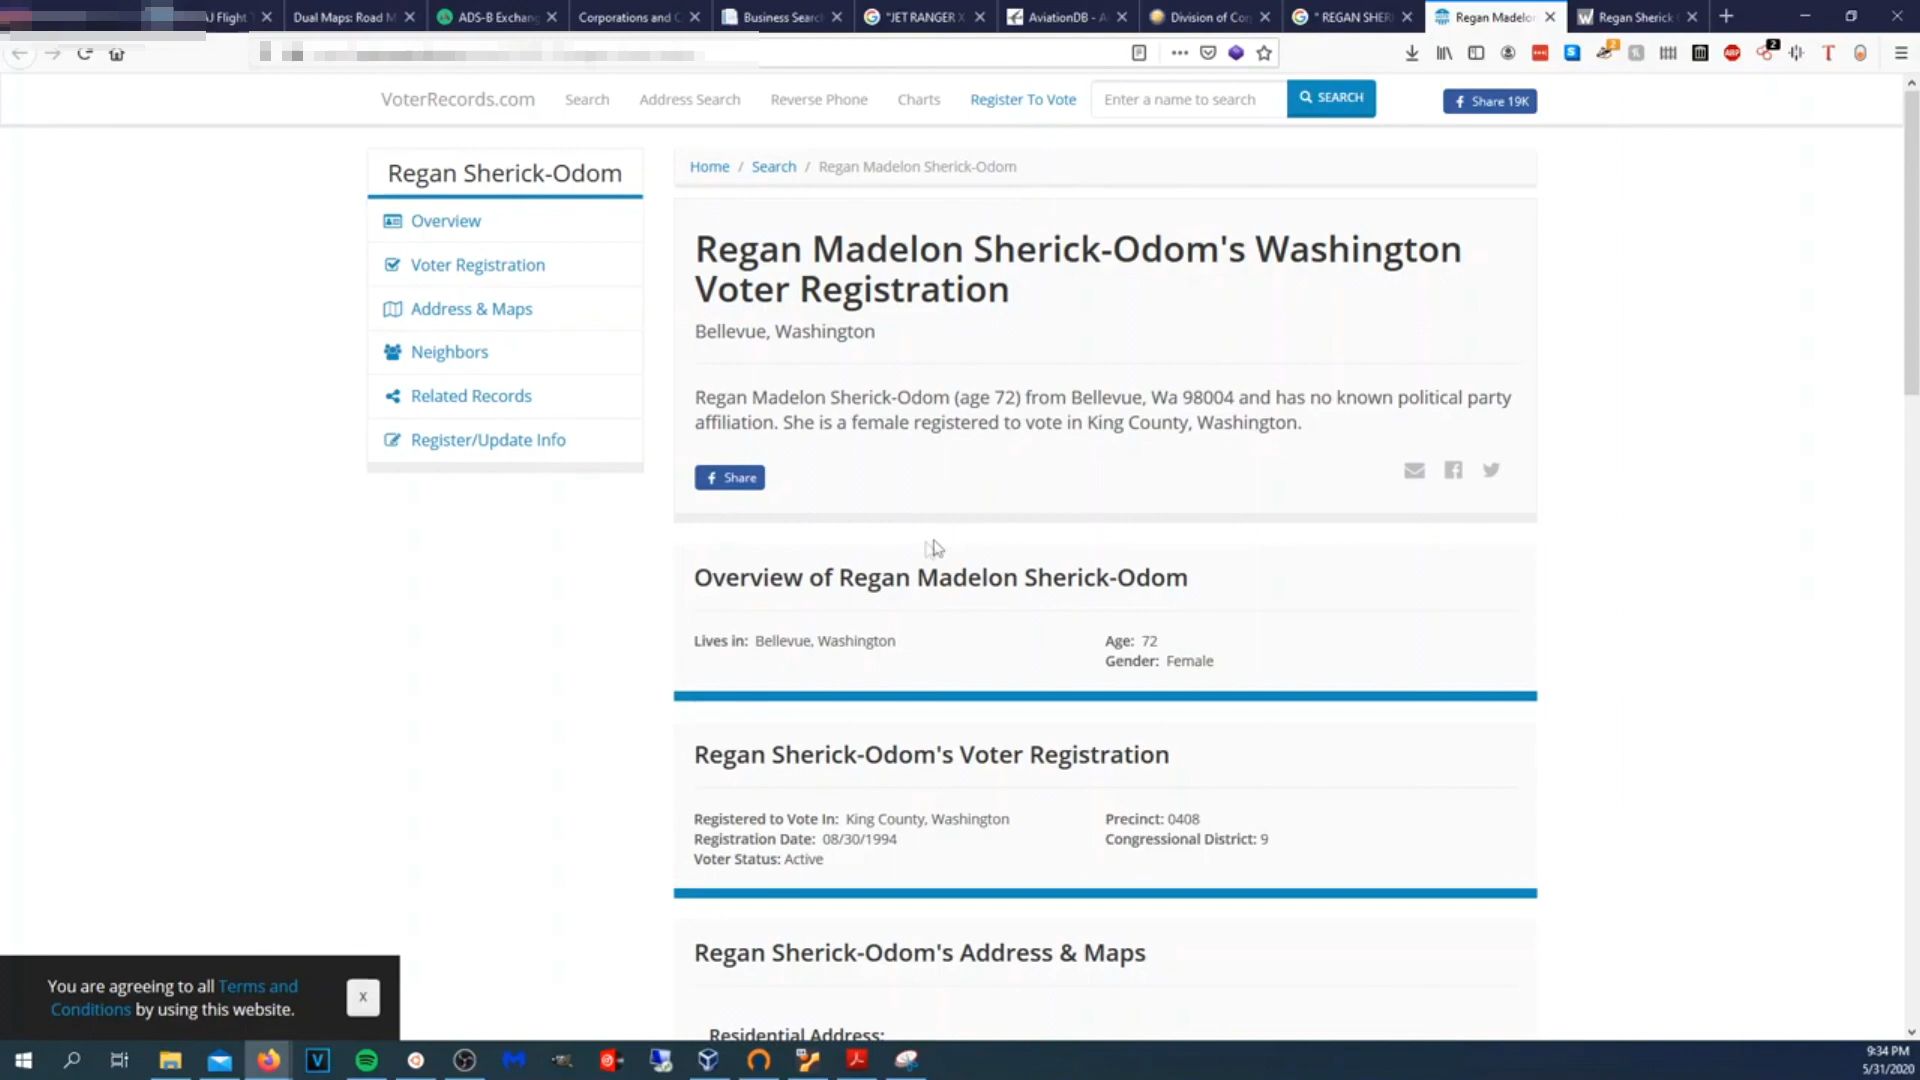 AJ Flight
Dual Maps: Road M
ADS-B Exchan
Corporations and C
Business Search
"JET RANGER X
AviationDB - A
Division of Cor
" REGAN SHER
Regan Madelon
Regan Sherick
VoterRecords.com
Search
Address Search
Reverse Phone
Charts
Register To Vote
Enter a name to search
SEARCH
Share 19K
Regan Sherick-Odom
Overview
Voter Registration
Address & Maps
Neighbors
Related Records
Register/Update Info
Home / Search / Regan Madelon Sherick-Odom
Regan Madelon Sherick-Odom's Washington
Voter Registration
Bellevue, Washington
Regan Madelon Sherick-Odom (age 72) from Bellevue, Wa 98004 and has no known political party
affiliation. She is a female registered to vote in King County, Washington.
Share
Overview of Regan Madelon Sherick-Odom
Lives in: Bellevue, Washington
Age: 72
Gender: Female
Regan Sherick-Odom's Voter Registration
Registered to Vote In: King County, Washington
Registration Date: 08/30/1994
Voter Status: Active
Precinct: 0408
Congressional District: 9
Regan Sherick-Odom's Address & Maps
Residential Address:
You are agreeing to all Terms and
Conditions by using this website.
x
9:34 PM
5/31/2020